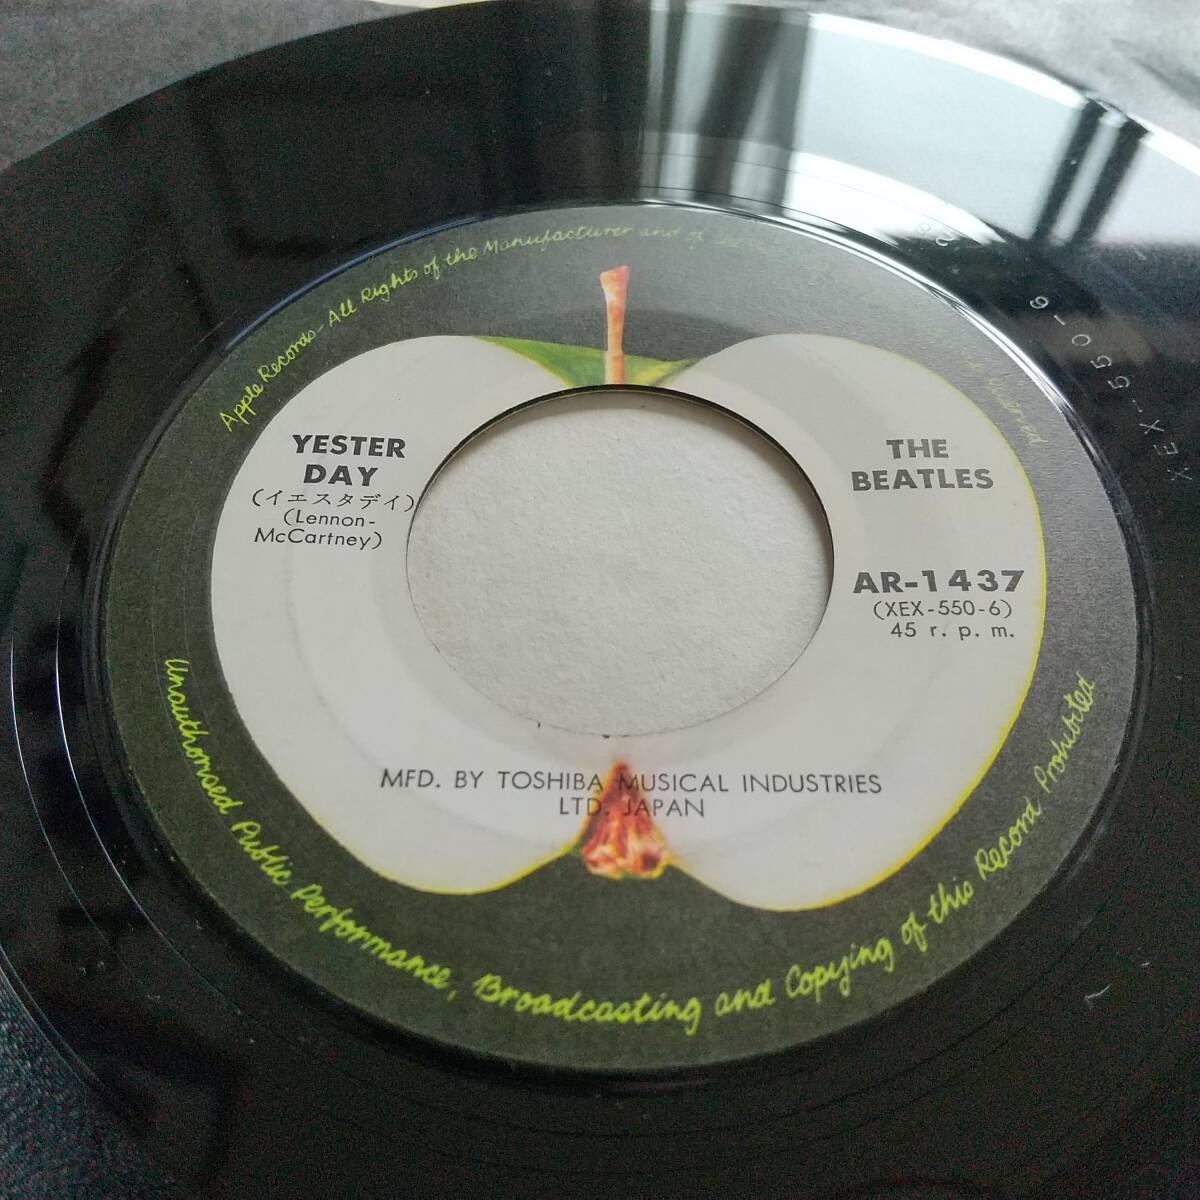 Apple Records - All Rights of the Manufacturer and of
Reserved
YESTER
DAY
(イエスタデイ)
(Lennon-
McCartney)
THE
BEATLES
AR-1437
(XEX-550-6)
45 r. p. m.
MFD. BY TOSHIBA MUSICAL INDUSTRIES
LTD. JAPAN
Unauthorised Public Performance, Broadcasting and Copying of this Record Prohibited
XEX-550-6